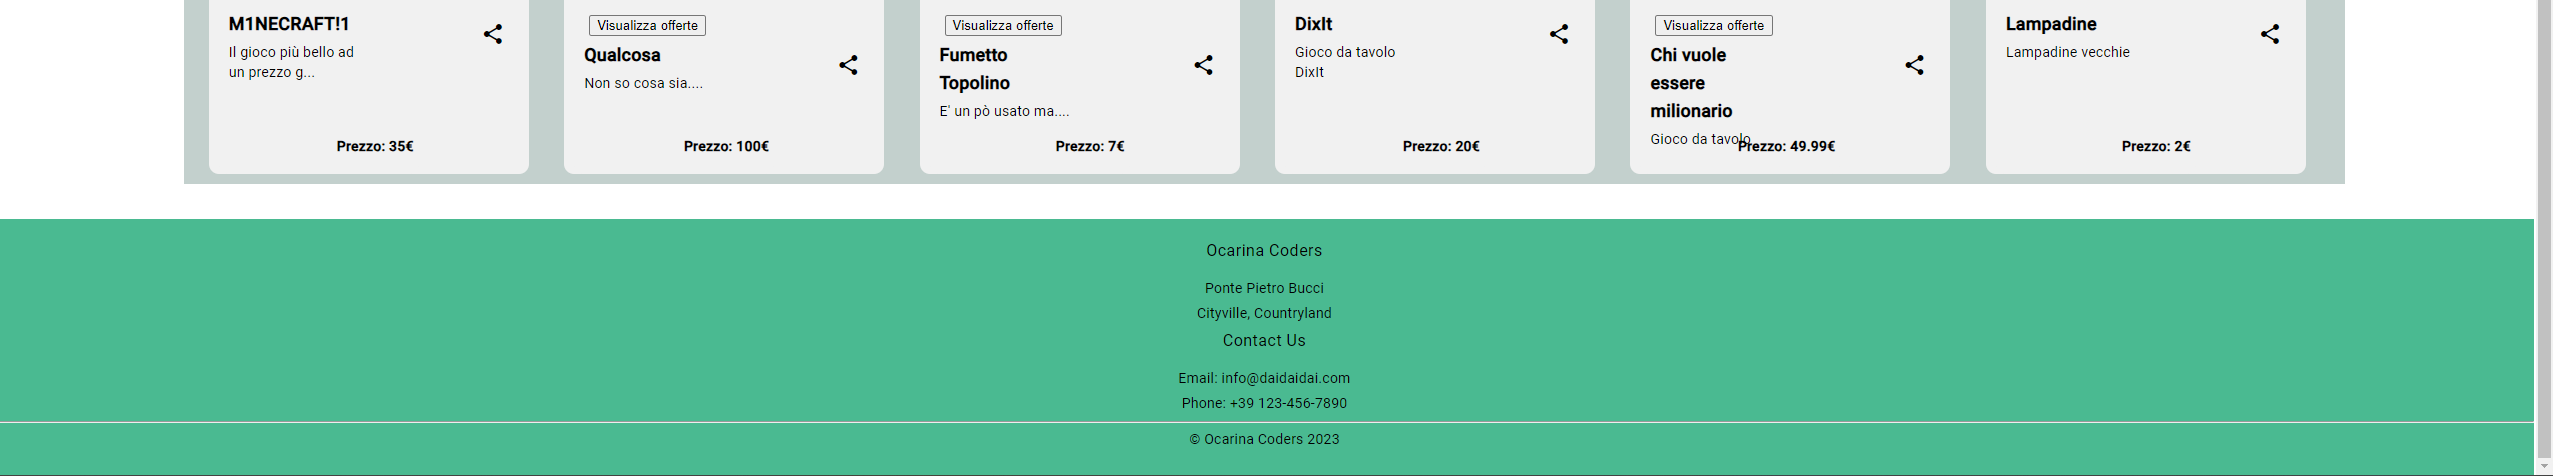 M1NECRAFT!1
Il gioco più bello ad
un prezzo g...
Prezzo: 35€
Visualizza offerte
Qualcosa
Non so cosa sia....
Prezzo: 100€
Visualizza offerte
Fumetto
Topolino
E' un pò usato ma....
Prezzo: 7€
DixIt
Gioco da tavolo
DixIt
Prezzo: 20€
Visualizza offerte
Chi vuole
essere
milionario
Gioco da tavolo
Prezzo: 49.99€
Lampadine
Lampadine vecchie
Prezzo: 2€
Ocarina Coders
Ponte Pietro Bucci
Cityville, Countryland
Contact Us
Email: info@daidaidai.com
Phone: +39 123-456-7890
© Ocarina Coders 2023